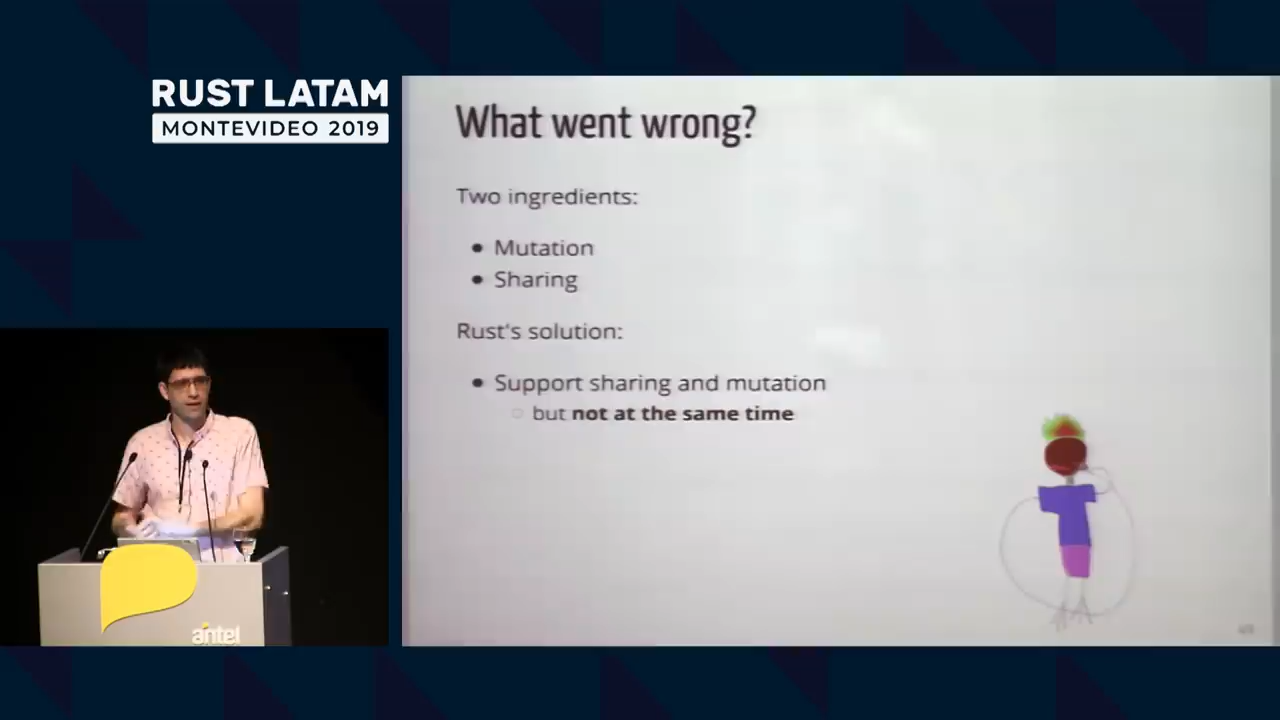 RUST LATAM
MONTEVIDEO 2019
What went wrong?
Two ingredients:
• Mutation
• Sharing
Rust's solution:
• Support sharing and mutation
○ but not at the same time
antel